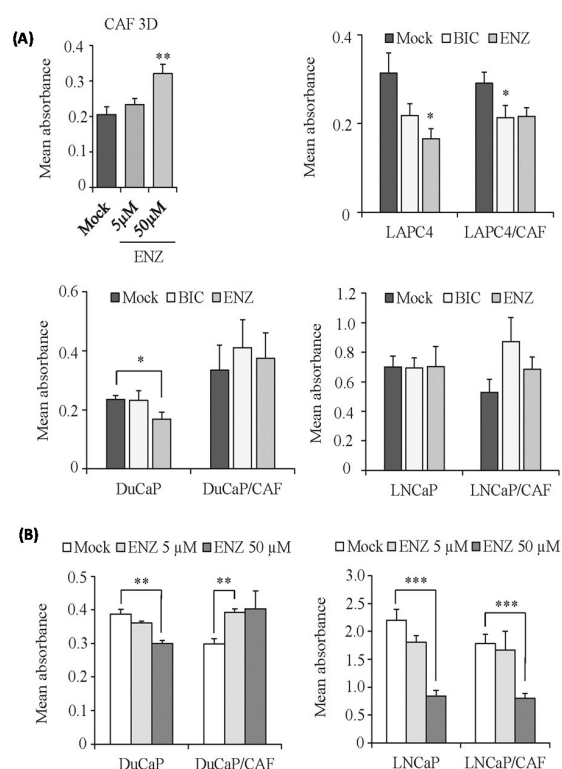 (A)
CAF 3D
Mean absorbance
0.4
0.3
0.2
0.1
0
**
Mock
5µM
50µM
ENZ
Mock BIC ENZ
Mean absorbance
0.4
0.2
0
*
*
LAPC4 LAPC4/CAF
Mock BIC ENZ
Mean absorbance
0.6
0.4
0.2
0
*
DuCaP DuCaP/CAF
Mock BIC ENZ
Mean absorbance
1.2
1.0
0.8
0.6
0.4
0.2
0
LNCaP LNCaP/CAF
(B)
Mock ENZ 5 µM ENZ 50 µM
Mean absorbance
0.5
0.4
0.3
0.2
0.1
0
** **
DuCaP DuCaP/CAF
Mock ENZ 5 µM ENZ 50 µM
Mean absorbance
2.5
2.0
1.5
1.0
0.5
0
***
***
LNCaP LNCaP/CAF